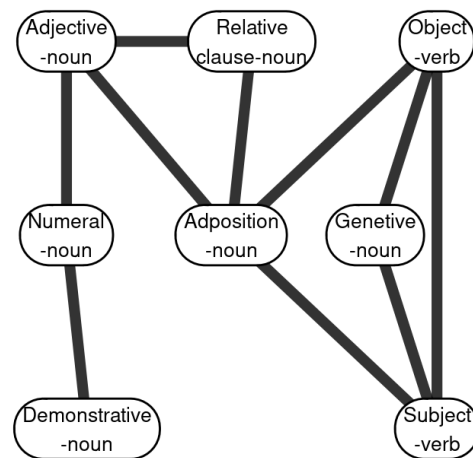 Adjective
-noun
Relative
clause-noun
Object
-verb
Numeral
-noun
Adposition
-noun
Genetive
-noun
Demonstrative
-noun
Subject
-verb